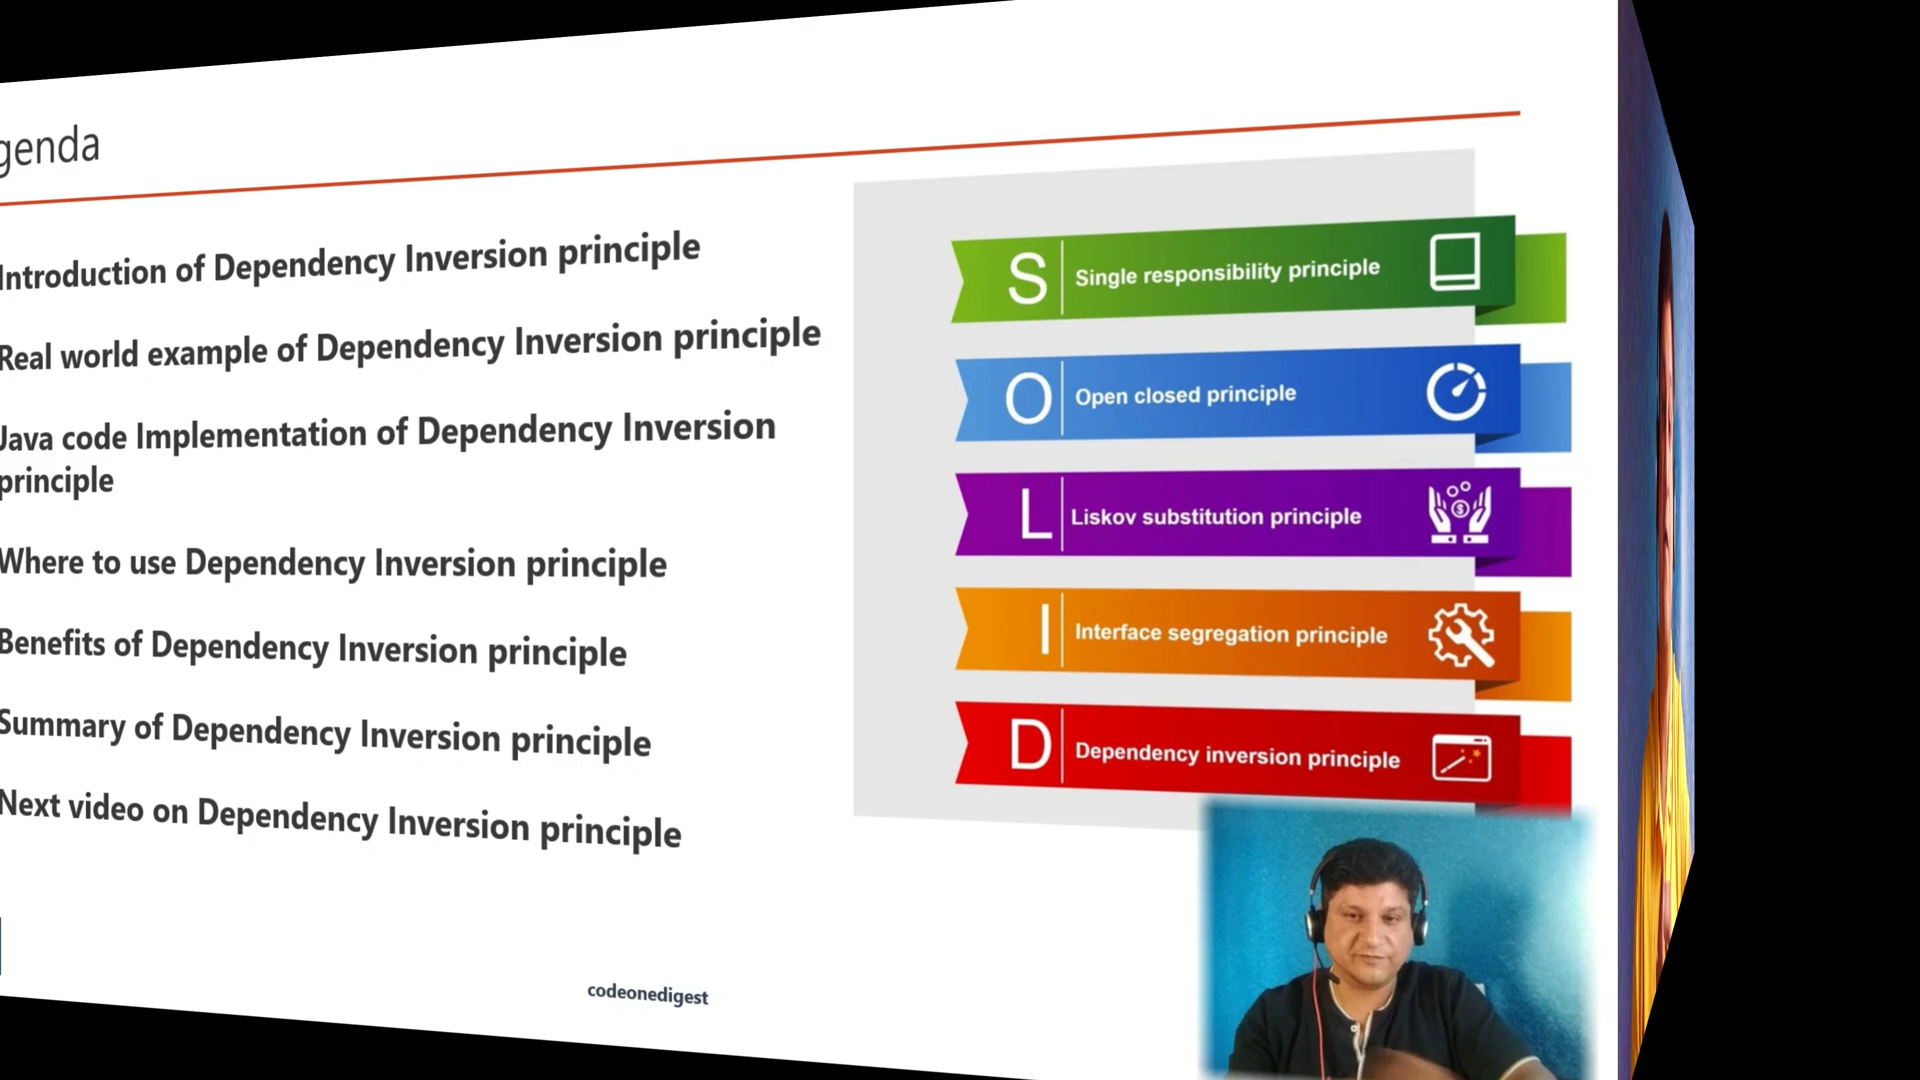 genda
Introduction of Dependency Inversion principle
Real world example of Dependency Inversion principle
Java code Implementation of Dependency Inversion
principle
Where to use Dependency Inversion principle
Benefits of Dependency Inversion principle
Summary of Dependency Inversion principle
Next video on Dependency Inversion principle
S Single responsibility principle
O Open closed principle
L Liskov substitution principle
$
I Interface segregation principle
D Dependency inversion principle
codeonedigest